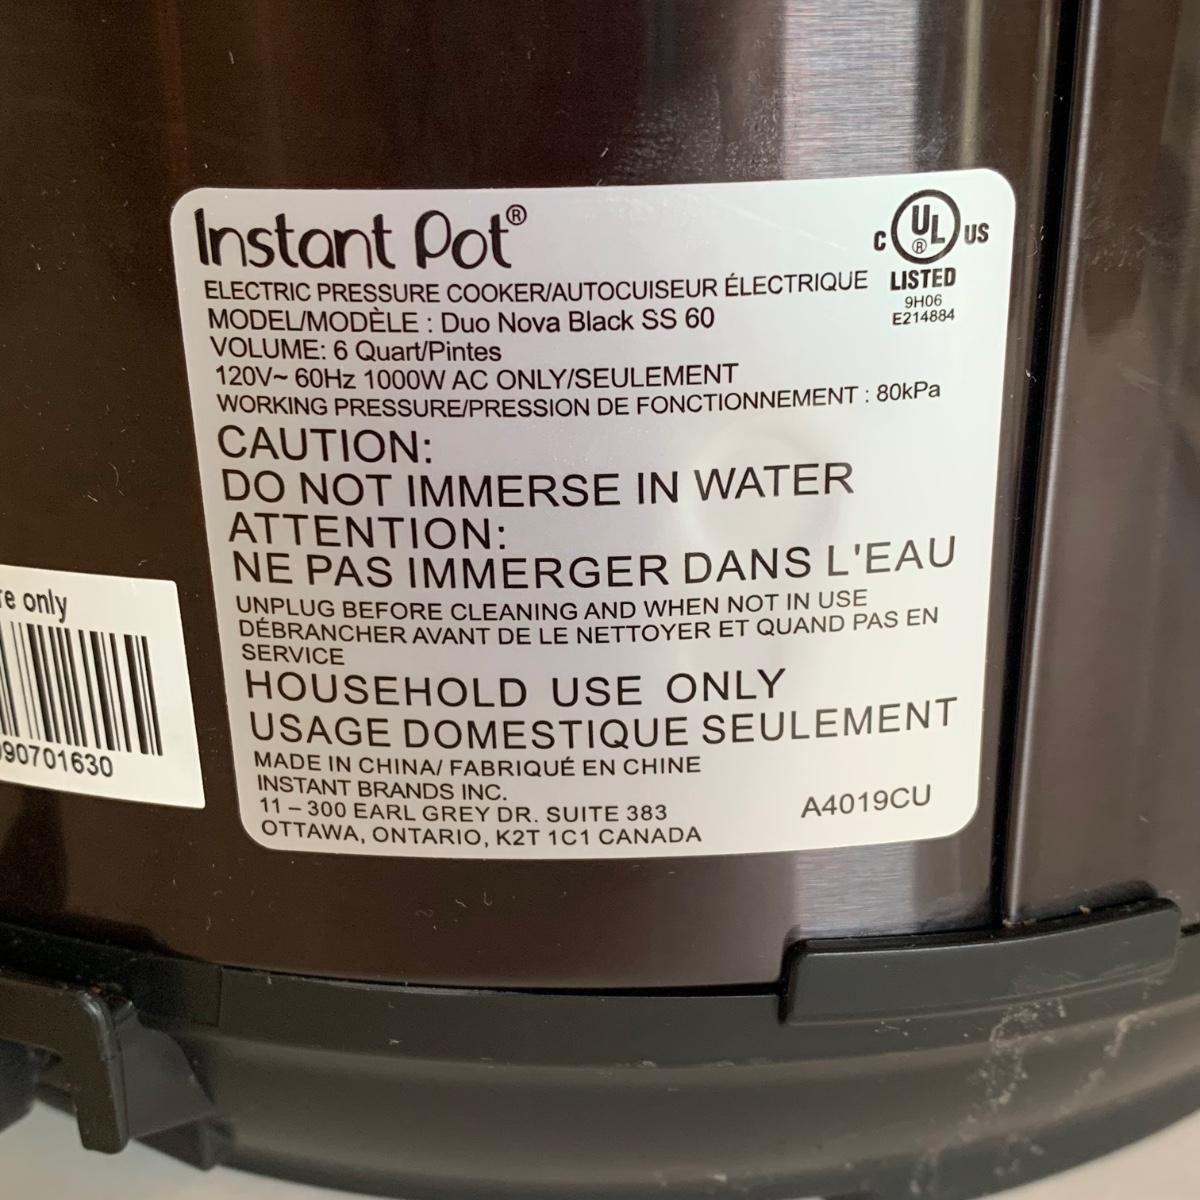 Instant Pot®
C UL® US
LISTED
9H06
E214884
ELECTRIC PRESSURE COOKER/AUTOCUISEUR ÉLECTRIQUE
MODEL/MODÈLE : Duo Nova Black SS 60
VOLUME: 6 Quart/Pintes
120V~ 60Hz 1000W AC ONLY/SEULEMENT
WORKING PRESSURE/PRESSION DE FONCTIONNEMENT : 80kPa
CAUTION:
DO NOT IMMERSE IN WATER
ATTENTION:
NE PAS IMMERGER DANS L'EAU
UNPLUG BEFORE CLEANING AND WHEN NOT IN USE
DÉBRANCHER AVANT DE LE NETTOYER ET QUAND PAS EN
SERVICE
HOUSEHOLD USE ONLY
USAGE DOMESTIQUE SEULEMENT
MADE IN CHINA/ FABRIQUÉ EN CHINE
INSTANT BRANDS INC.
11 – 300 EARL GREY DR. SUITE 383
OTTAWA, ONTARIO, K2T 1C1 CANADA
A4019CU
only
90701630